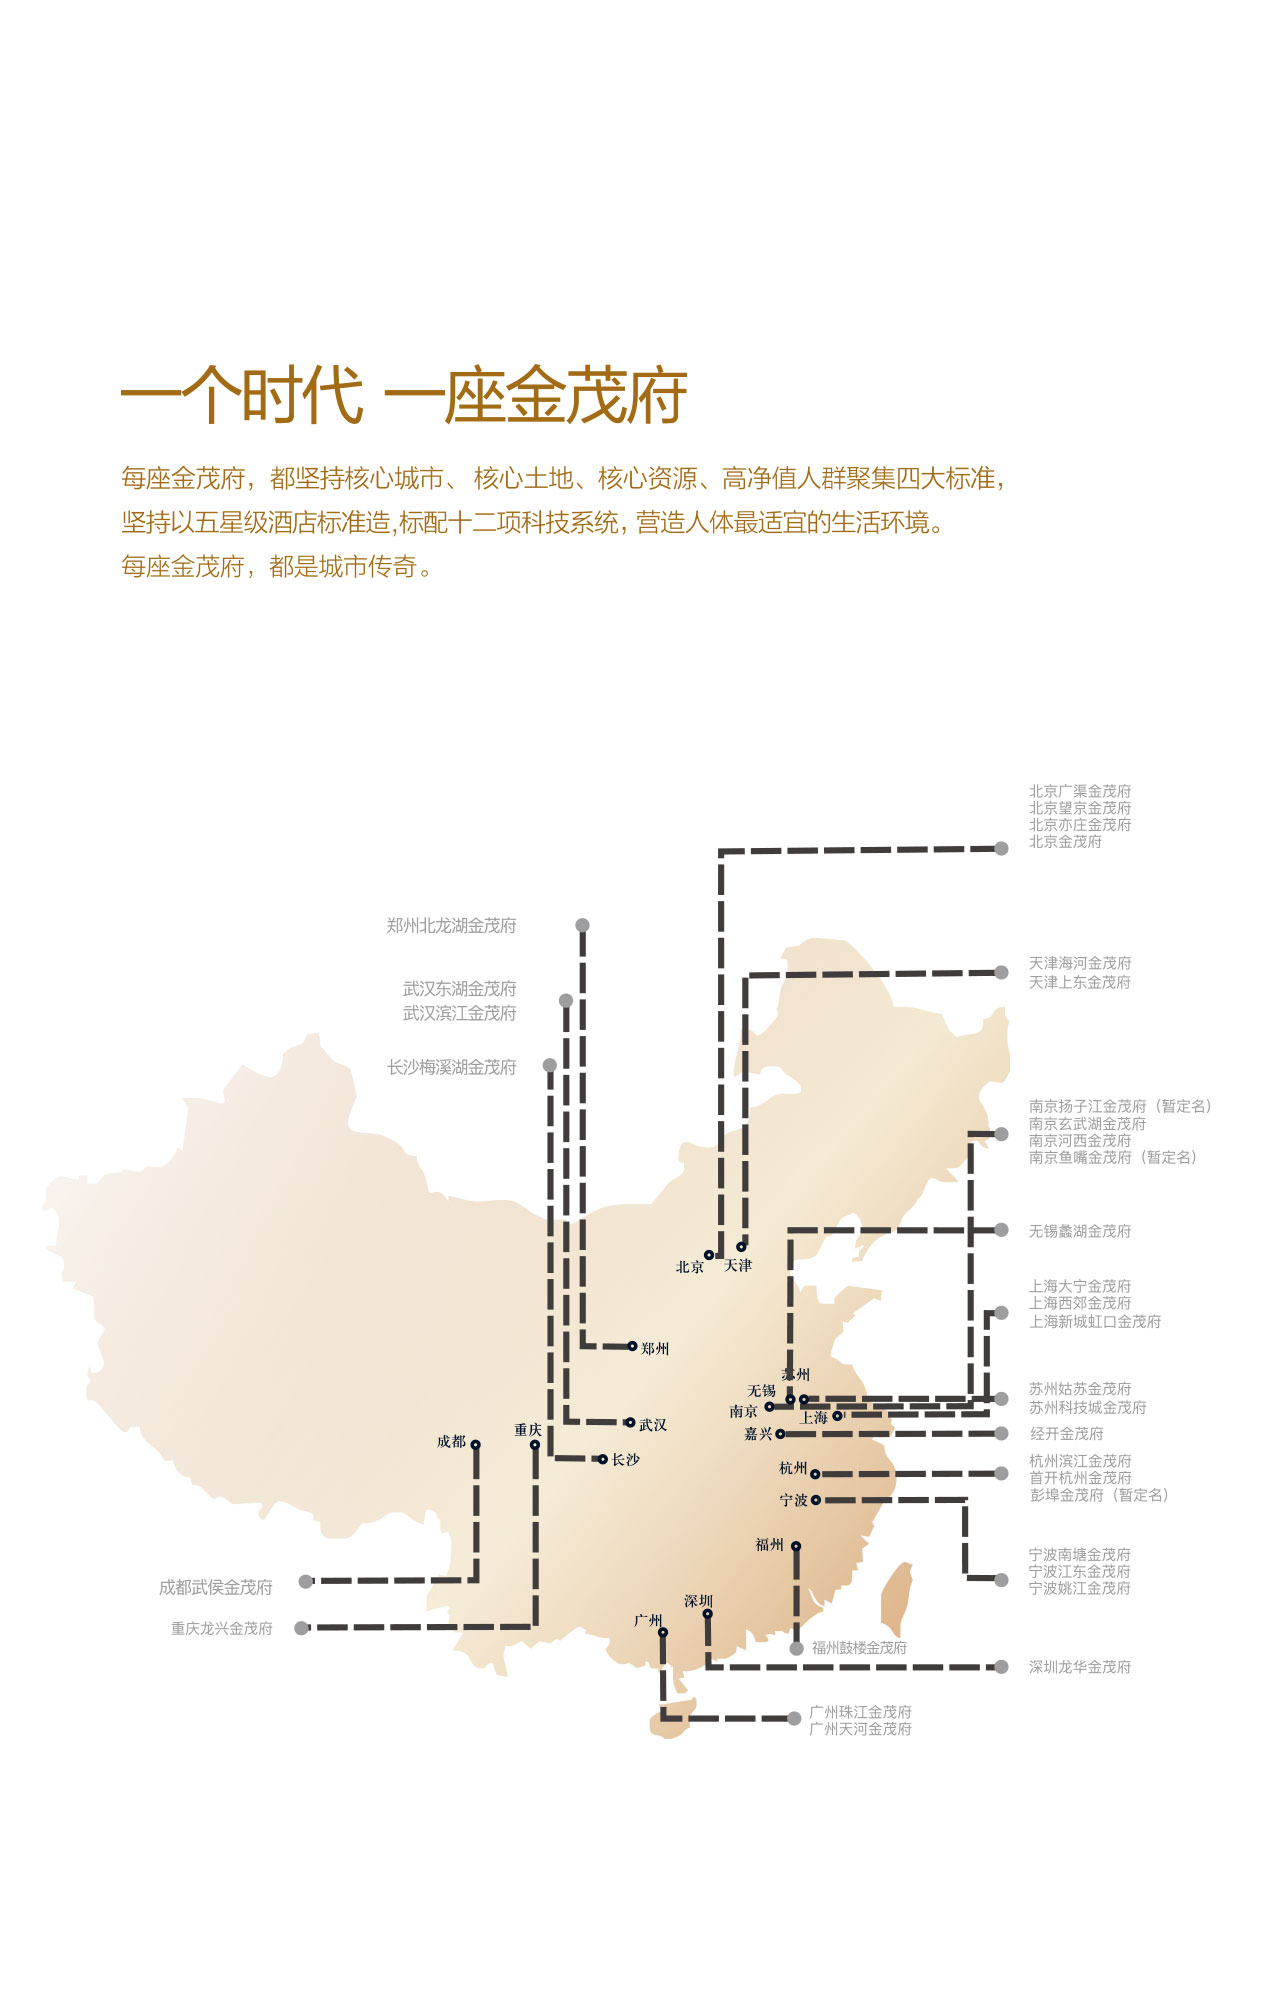 一个时代 一座金茂府
每座金茂府，都坚持核心城市、核心土地、核心资源、高净值人群聚集四大标准，
坚持以五星级酒店标准造,标配十二项科技系统，营造人体最适宜的生活环境。
每座金茂府，都是城市传奇。
北京广渠金茂府
北京望京金茂府
北京亦庄金茂府
北京金茂府
郑州北龙湖金茂府
天津海河金茂府
天津上东金茂府
武汉东湖金茂府
武汉滨江金茂府
长沙梅溪湖金茂府
南京扬子江金茂府（暂定名）
南京玄武湖金茂府
南京河西金茂府
南京鱼嘴金茂府（暂定名）
无锡蠡湖金茂府
北京
天津
上海大宁金茂府
上海西郊金茂府
上海新城虹口金茂府
郑州
苏州
无锡
南京
上海
苏州姑苏金茂府
苏州科技城金茂府
武汉
重庆
成都
嘉兴
经开金茂府
长沙
杭州
杭州滨江金茂府
首开杭州金茂府
彭埠金茂府（暂定名）
宁波
福州
宁波南塘金茂府
宁波江东金茂府
宁波姚江金茂府
成都武侯金茂府
深圳
广州
重庆龙兴金茂府
福州鼓楼金茂府
深圳龙华金茂府
广州珠江金茂府
广州天河金茂府